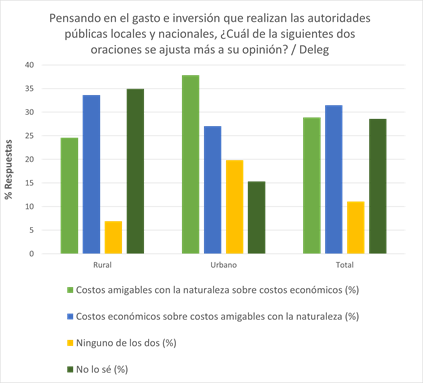 Pensando en el gasto e inversión que realizan las autoridades
públicas locales y nacionales, ¿Cuál de la siguientes dos
oraciones se ajusta más a su opinión? / Deleg
% Respuestas
40
35
30
25
20
15
10
5
0
Rural
Urbano
Total
Costos amigables con la naturaleza sobre costos económicos (%)
Costos económicos sobre costos amigables con la naturaleza (%)
Ninguno de los dos (%)
No lo sé (%)